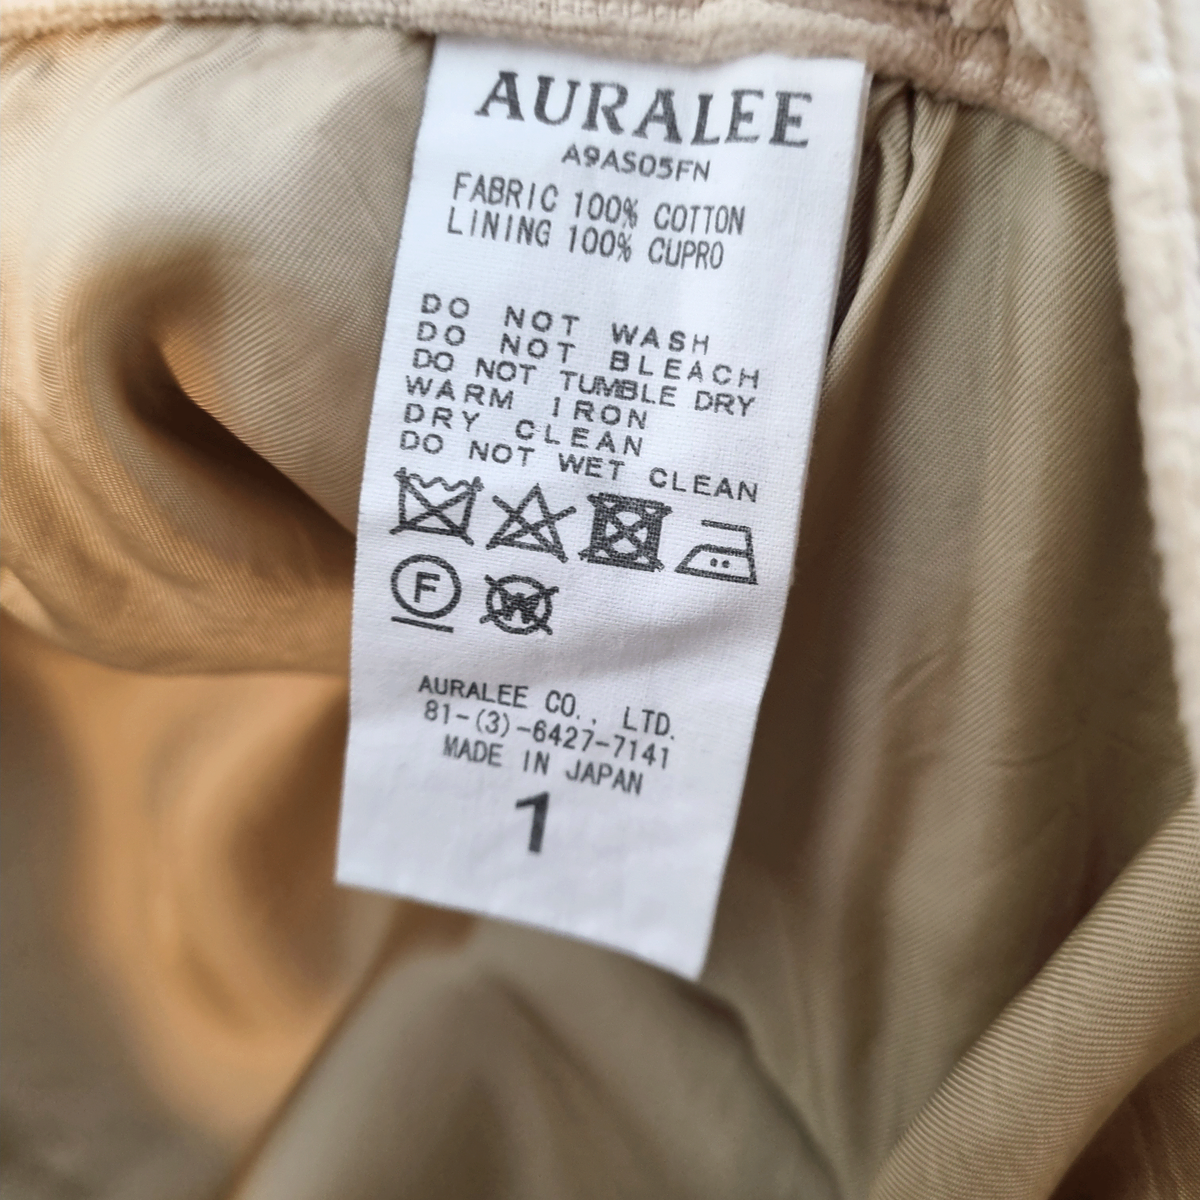 AURALEE
A9AS05FN
FABRIC 100% COTTON
LINING 100% CUPRO
DO NOT WASH
DO NOT BLEACH
DO NOT TUMBLE DRY
WARM IRON
DRY CLEAN
DO NOT WET CLEAN
F W
AURALEE CO., LTD.
81-(3)-6427-7141
MADE IN JAPAN
1